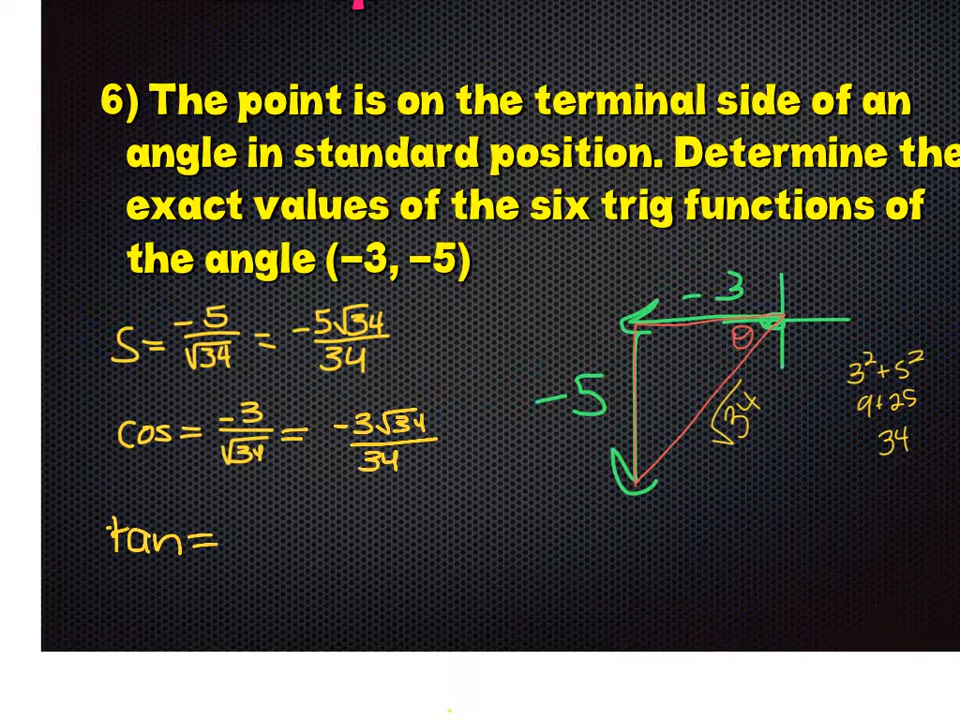 6) The point is on the terminal side of an
angle in standard position. Determine the
exact values of the six trig functions of
the angle (-3, -5)
S = -5/√34 = -5√34/34
cos = -3/√34 = -3√34/34
tan =
-3
θ
-5
√34
3² + 5²
9 + 25
34